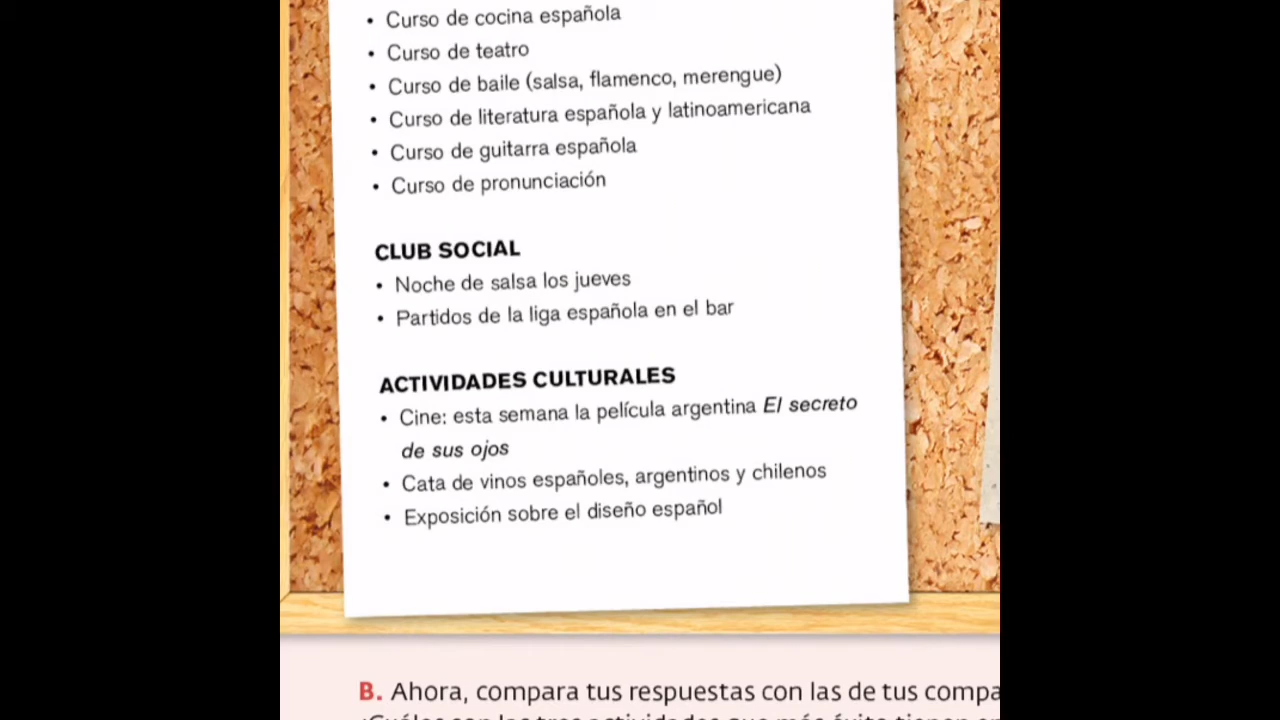 • Curso de cocina española
• Curso de teatro
• Curso de baile (salsa, flamenco, merengue)
• Curso de literatura española y latinoamericana
• Curso de guitarra española
• Curso de pronunciación
CLUB SOCIAL
• Noche de salsa los jueves
• Partidos de la liga española en el bar
ACTIVIDADES CULTURALES
• Cine: esta semana la película argentina El secreto
de sus ojos
• Cata de vinos españoles, argentinos y chilenos
• Exposición sobre el diseño español
B. Ahora, compara tus respuestas con las de tus compa